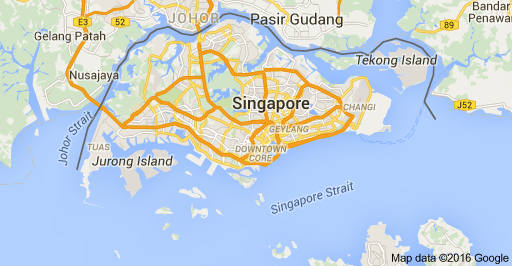 JOHOR
Pasir Gudang
E3
52
Gelang Patah
89
Bandar
Penawar
Nusajaya
Tekong Island
Singapore
CHANGI
J52
Johor Strait
GEYLANG
TUAS
Jurong Island
DOWNTOWN
CORE
Singapore Strait
Map data ©2016 Google